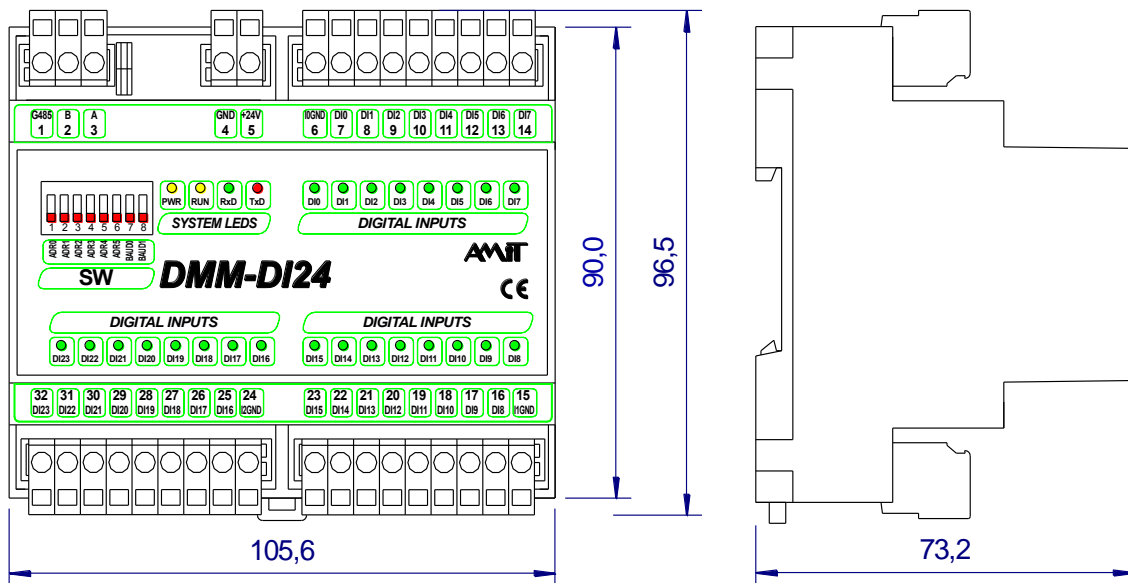 G485 B A GND +24V I0GND DI0 DI1 DI2 DI3 DI4 DI5 DI6 DI7
1 2 3 4 5 6 7 8 9 10 11 12 13 14
PWR RUN RxD TxD DI0 DI1 DI2 DI3 DI4 DI5 DI6 DI7
SYSTEM LEDS DIGITAL INPUTS
1 2 3 4 5 6 7 8
ADR0 ADR1 ADR2 ADR3 ADR4 ADR5 BAUD0 BAUD1
SW
DMM-DI24
AMiT
CE
DIGITAL INPUTS DIGITAL INPUTS
DI23 DI22 DI21 DI20 DI19 DI18 DI17 DI16 DI15 DI14 DI13 DI12 DI11 DI10 DI9 DI8
32 31 30 29 28 27 26 25 24 23 22 21 20 19 18 17 16 15
DI23 DI22 DI21 DI20 DI19 DI18 DI17 DI16 I2GND DI15 DI14 DI13 DI12 DI11 DI10 DI9 DI8 I1GND
90,0
96,5
105,6
73,2